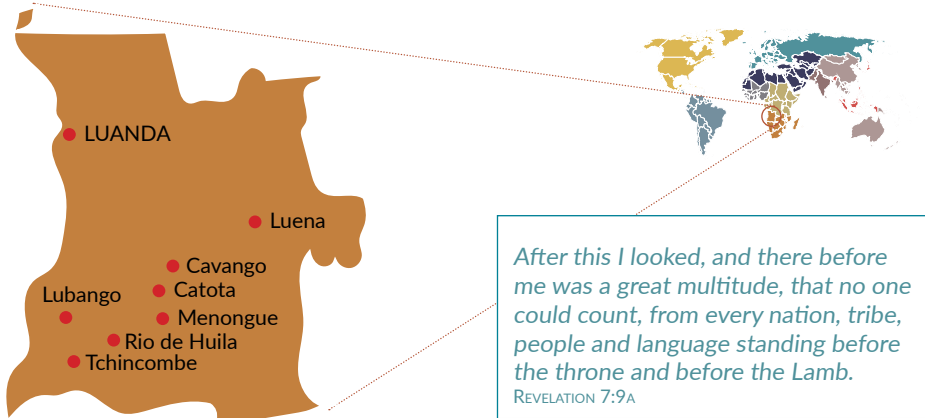 LUANDA
Luena
Cavango
Catota
Lubango
Menongue
Rio de Huila
Tchincombe
After this I looked, and there before
me was a great multitude, that no one
could count, from every nation, tribe,
people and language standing before
the throne and before the Lamb.
Revelation 7:9a